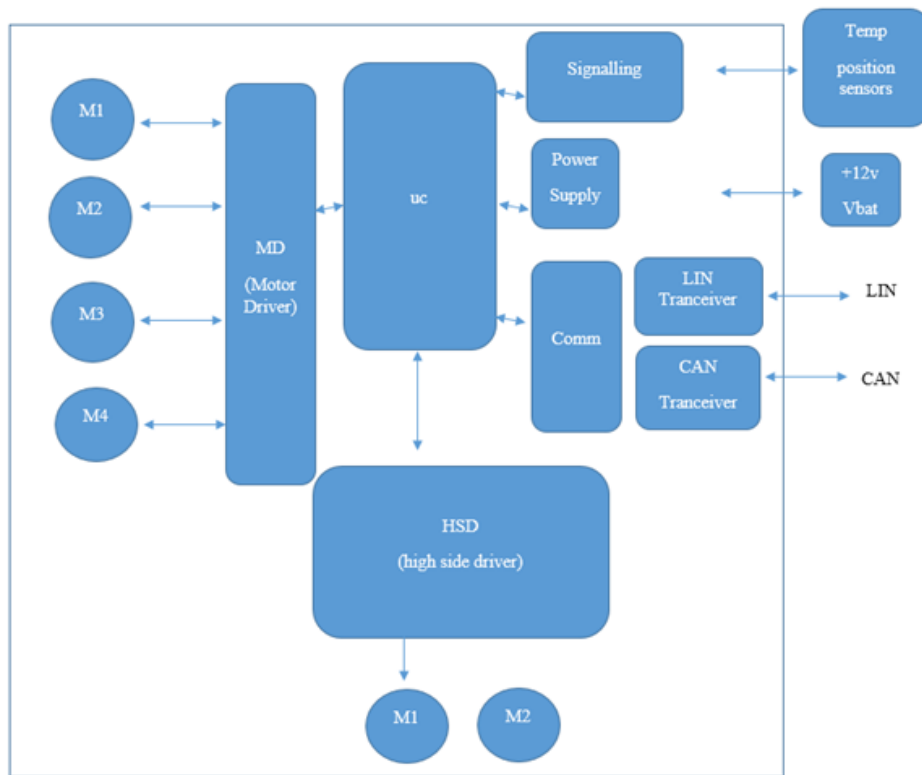 Temp
position
sensors
Signalling
M1
Power
Supply
+12v
Vbat
uc
M2
MD
(Motor
Driver)
LIN
Tranceiver
LIN
M3
Comm
CAN
Tranceiver
CAN
M4
HSD
(high side driver)
M1
M2